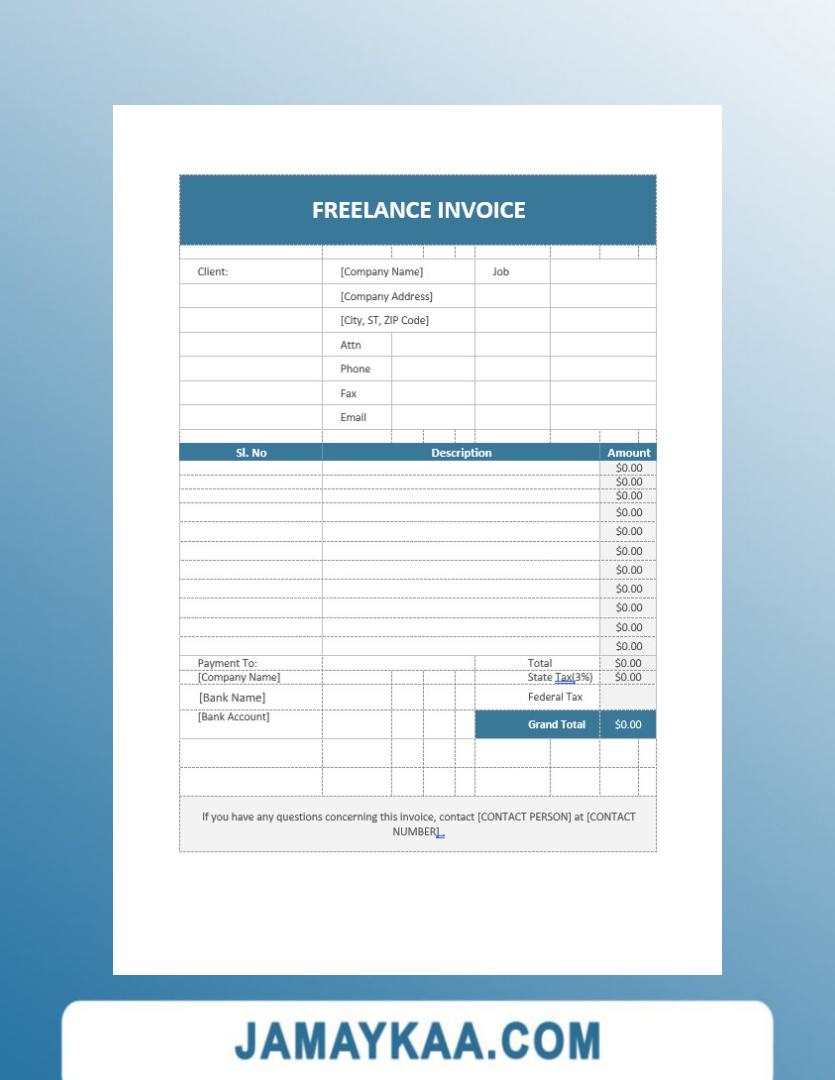 FREELANCE INVOICE
Client: [Company Name] Job
[Company Address]
[City, ST, ZIP Code]
Attn
Phone
Fax
Email
Sl. No Description Amount
$0.00
$0.00
$0.00
$0.00
$0.00
$0.00
$0.00
$0.00
$0.00
$0.00
$0.00
Payment To: Total $0.00
[Company Name] State Tax(3%) $0.00
[Bank Name] Federal Tax
[Bank Account]
Grand Total $0.00
If you have any questions concerning this invoice, contact [CONTACT PERSON] at [CONTACT
NUMBER].
JAMAYKAA.COM